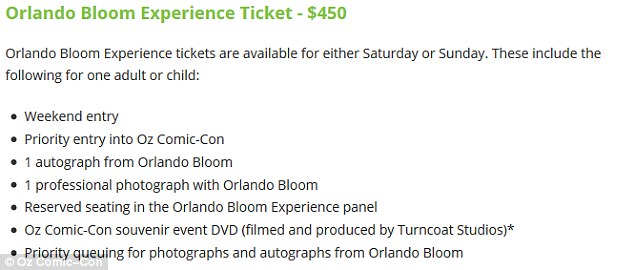 Orlando Bloom Experience Ticket - $450
Orlando Bloom Experience tickets are available for either Saturday or Sunday. These include the
following for one adult or child:
• Weekend entry
• Priority entry into Oz Comic-Con
• 1 autograph from Orlando Bloom
• 1 professional photograph with Orlando Bloom
• Reserved seating in the Orlando Bloom Experience panel
• Oz Comic-Con souvenir event DVD (filmed and produced by Turncoat Studios)*
• Priority queuing for photographs and autographs from Orlando Bloom
© Oz Comic-Con